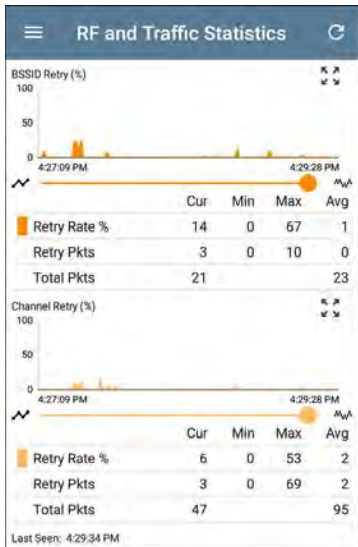 RF and Traffic Statistics
BSSID Retry (%)
100
50
0
4:27:09 PM 4:29:28 PM
Cur Min Max Avg
Retry Rate % 14 0 67 1
Retry Pkts 3 0 10 0
Total Pkts 21 23
Channel Retry (%)
100
50
0
4:27:09 PM 4:29:28 PM
Cur Min Max Avg
Retry Rate % 6 0 53 2
Retry Pkts 3 0 69 2
Total Pkts 47 95
Last Seen: 4:29:34 PM